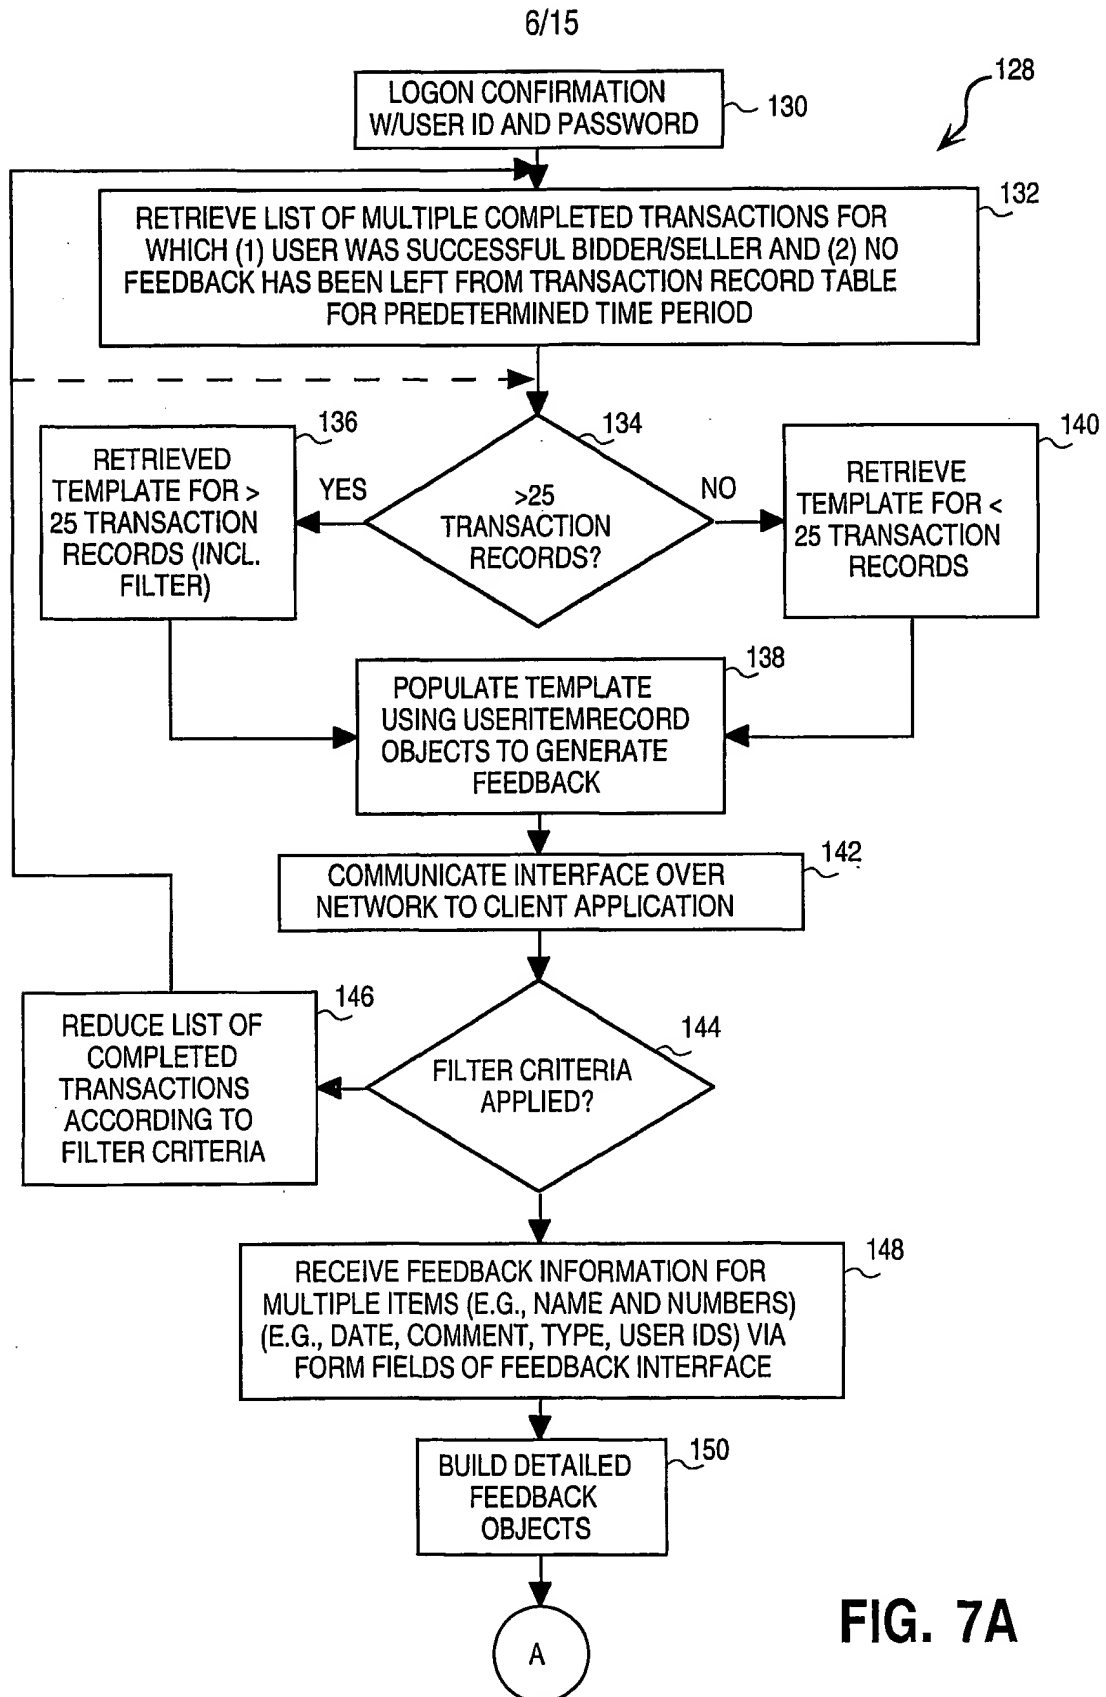 6/15
128
LOGON CONFIRMATION
W/USER ID AND PASSWORD
130
132
RETRIEVE LIST OF MULTIPLE COMPLETED TRANSACTIONS FOR
WHICH (1) USER WAS SUCCESSFUL BIDDER/SELLER AND (2) NO
FEEDBACK HAS BEEN LEFT FROM TRANSACTION RECORD TABLE
FOR PREDETERMINED TIME PERIOD
136
RETRIEVED
TEMPLATE FOR >
25 TRANSACTION
RECORDS (INCL.
FILTER)
YES
134
>25
TRANSACTION
RECORDS?
NO
140
RETRIEVE
TEMPLATE FOR <
25 TRANSACTION
RECORDS
138
POPULATE TEMPLATE
USING USERITEMRECORD
OBJECTS TO GENERATE
FEEDBACK
142
COMMUNICATE INTERFACE OVER
NETWORK TO CLIENT APPLICATION
146
REDUCE LIST OF
COMPLETED
TRANSACTIONS
ACCORDING TO
FILTER CRITERIA
144
FILTER CRITERIA
APPLIED?
148
RECEIVE FEEDBACK INFORMATION FOR
MULTIPLE ITEMS (E.G., NAME AND NUMBERS)
(E.G., DATE, COMMENT, TYPE, USER IDS) VIA
FORM FIELDS OF FEEDBACK INTERFACE
150
BUILD DETAILED
FEEDBACK
OBJECTS
A
FIG. 7A